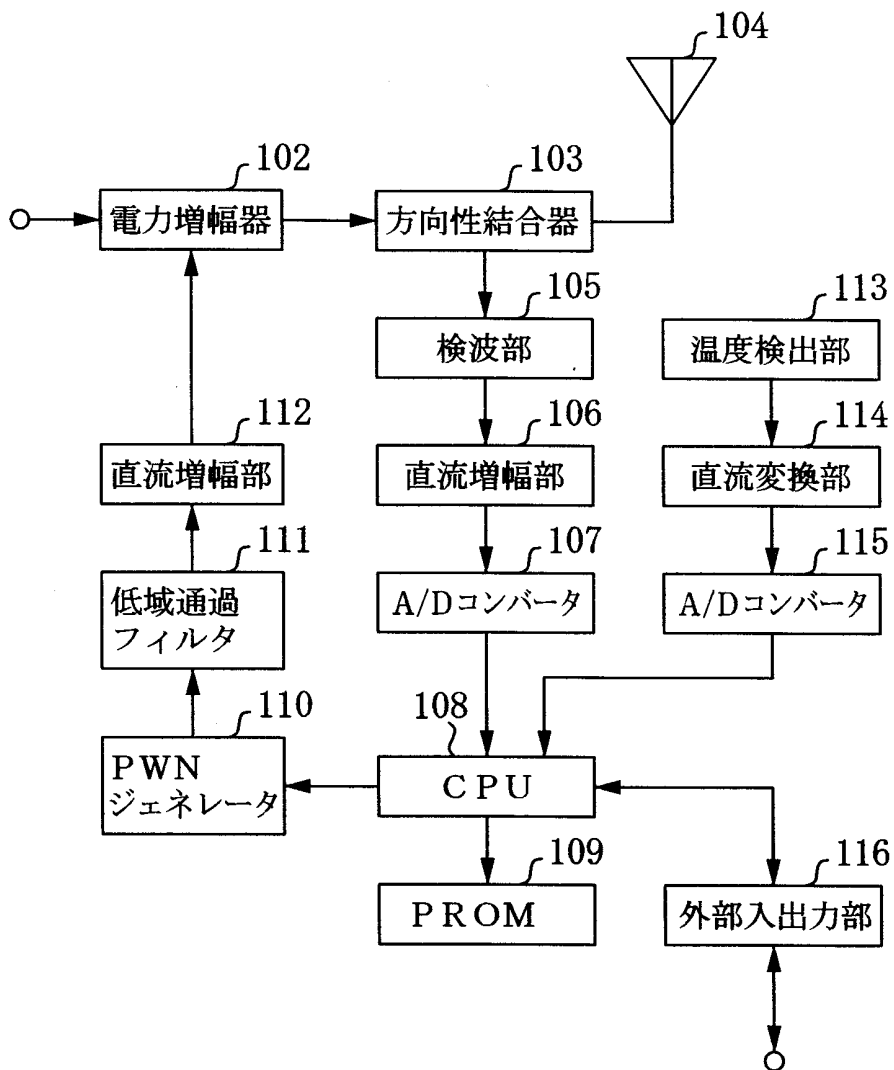 104
102
103
電力増幅器
方向性結合器
105
113
検波部
温度検出部
112
106
114
直流増幅部
直流増幅部
直流変換部
111
107
115
低域通過
フィルタ
A/Dコンバータ
A/Dコンバータ
110
108
PWN
ジェネレータ
CPU
109
116
PROM
外部入出力部